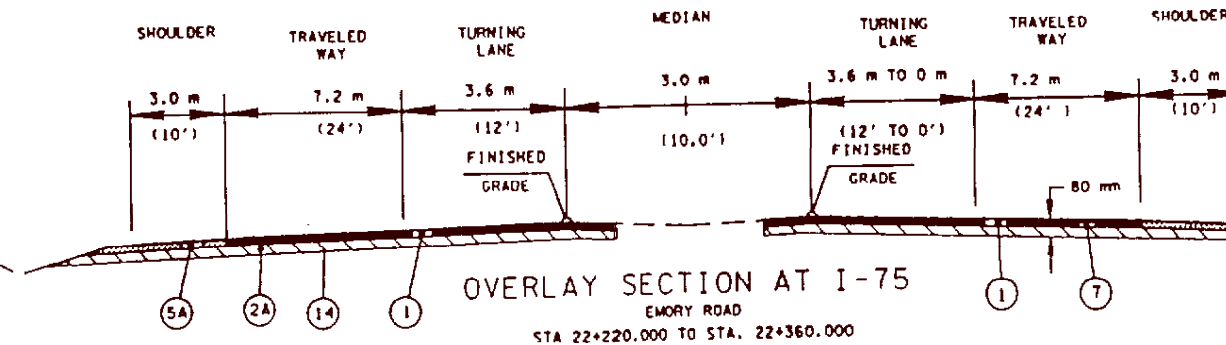 SHOULDER
TRAVELED
WAY
TURNING
LANE
MEDIAN
TURNING
LANE
TRAVELED
WAY
SHOULDER
3.0 m
7.2 m
3.6 m
3.0 m
3.6 m TO 0 m
7.2 m
3.0 m
(10')
(24')
(12')
(10.0')
(12' TO 0')
(24' )
(10')
FINISHED
GRADE
FINISHED
GRADE
80 mm
5A
2A
14
1
1
7
OVERLAY SECTION AT I-75
EMORY ROAD
STA 22+220.000 TO STA. 22+360.000